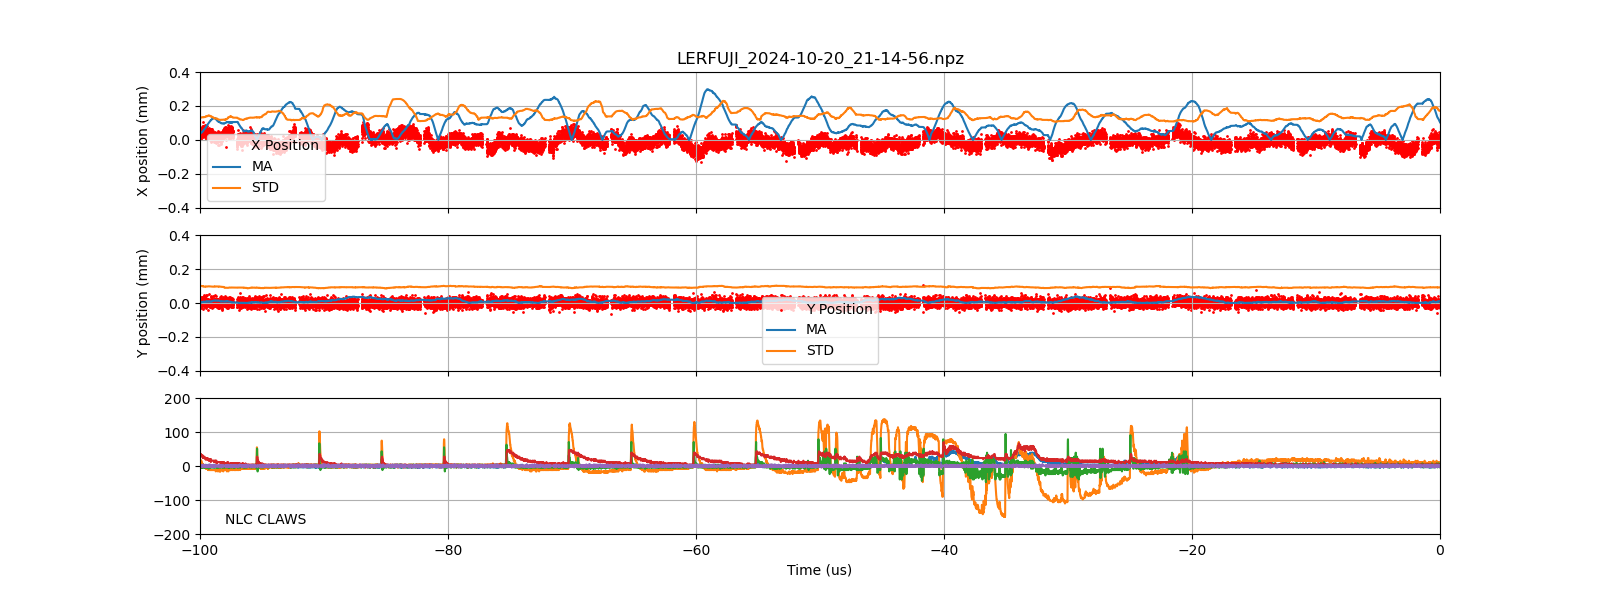 LERFUJI_2024-10-20_21-14-56.npz
0.4
0.2
0.0
−0.2
−0.4
X position (mm)
X Position
MA
STD
0.4
0.2
0.0
−0.2
−0.4
Y position (mm)
Y Position
MA
STD
200
100
0
−100
−200
NLC CLAWS
−100 −80 −60 −40 −20 0
Time (us)